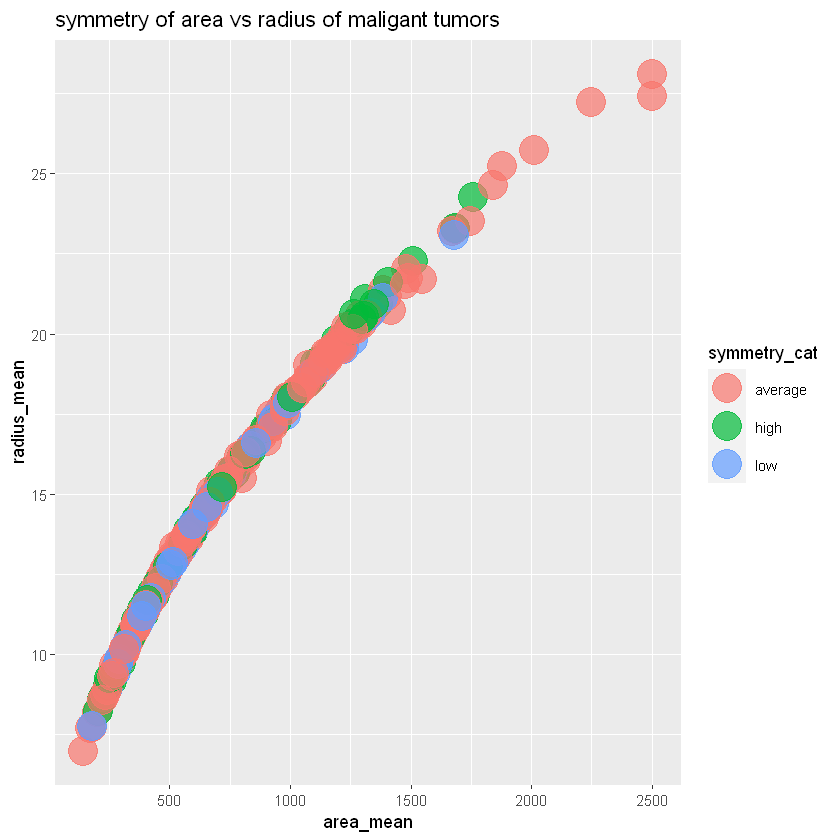 symmetry of area vs radius of maligant tumors
radius_mean
25
20
15
10
500 1000 1500 2000 2500
area_mean
symmetry_cat
average
high
low